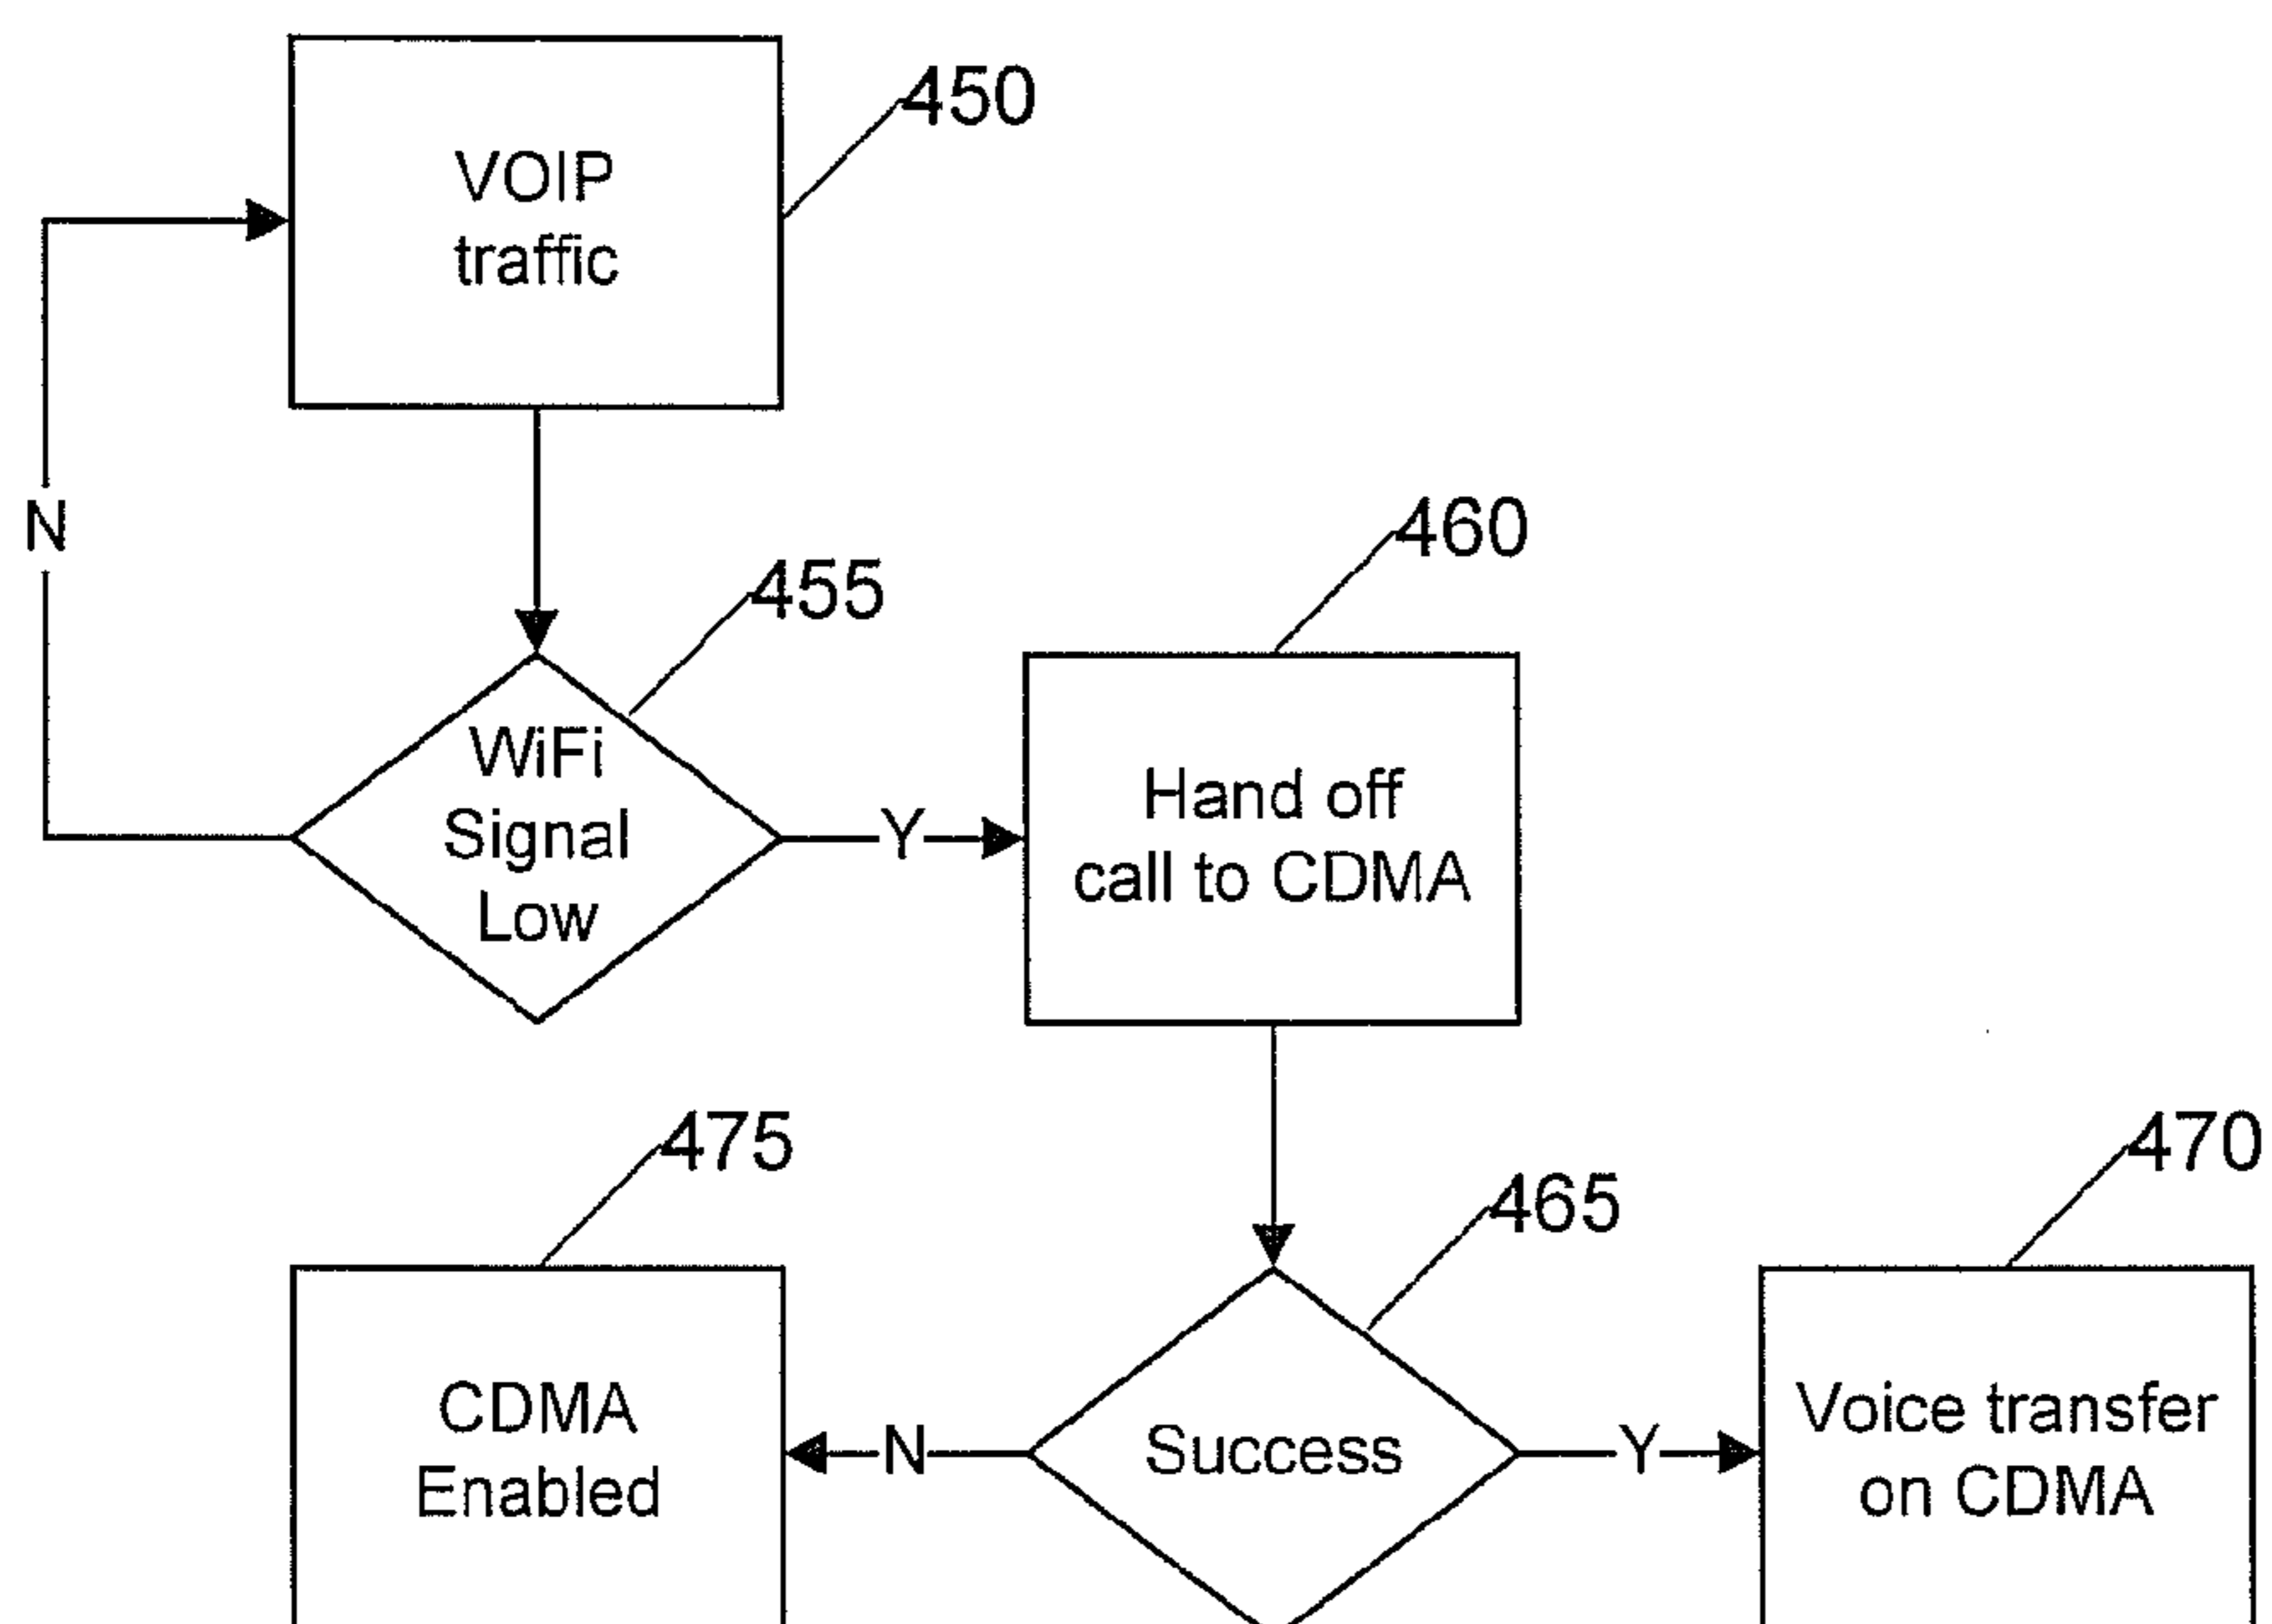 450
VOIP
traffic
N
455
460
WiFi
Signal
Low
Y
Hand off
call to CDMA
475
465
470
CDMA
Enabled
N
Success
Y
Voice transfer
on CDMA